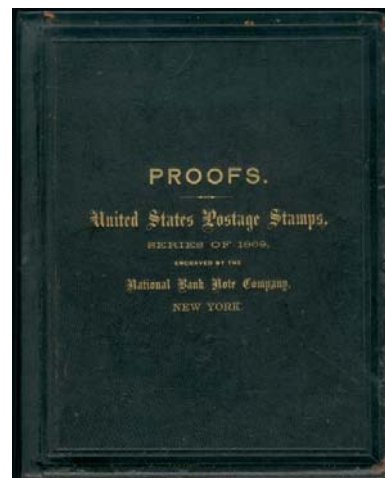 PROOFS.
United States Postage Stamps,
SERIES OF 1869,
ENGRAVED BY THE
National Bank Note Company,
NEW YORK.